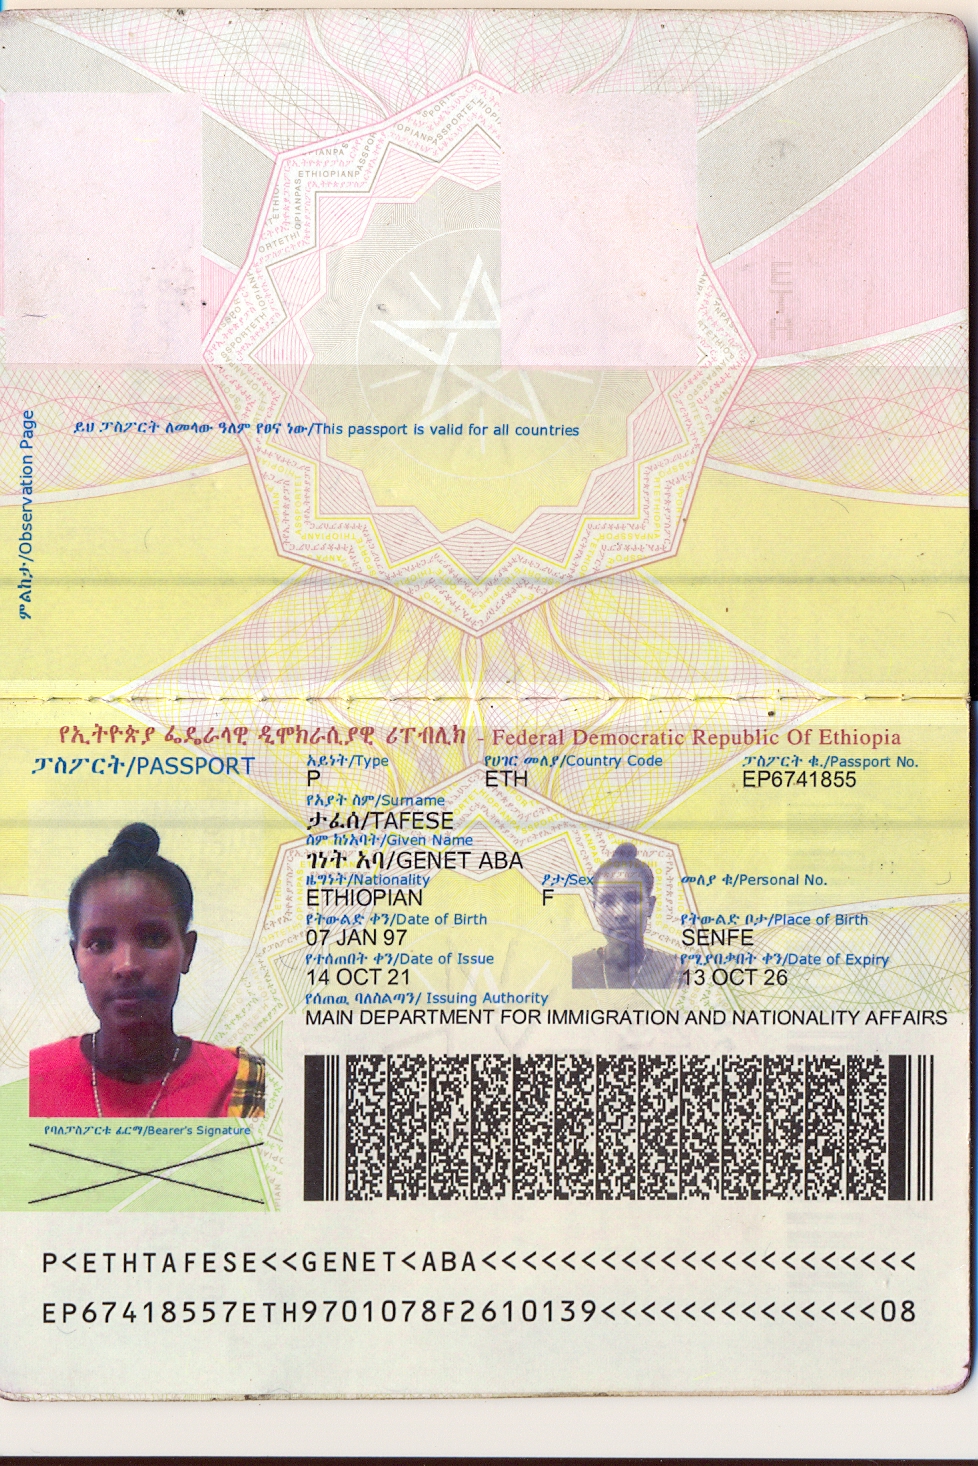 ይህ ፓስፖርት ለመላው ዓለም የፀና ነው/This passport is valid for all countries
ምልከታ/Observation Page
የኢትዮጵያ ፌዴራላዊ ዲሞክራሲያዊ ሪፐብሊክ - Federal Democratic Republic Of Ethiopia
ፓስፖርት/PASSPORT
አይነት/Type
የሀገር መለያ/Country Code
ፓስፖርት ቁ./Passport No.
P
ETH
EP6741855
የአያት ስም/Surname
ታፈሰ/TAFESE
ስም ከነአባት/Given Name
ገነት አባ/GENET ABA
ዜግነት/Nationality
ፆታ/Sex
መለያ ቁ/Personal No.
ETHIOPIAN
F
የትውልድ ቀን/Date of Birth
የትውልድ ቦታ/Place of Birth
07 JAN 97
SENFE
የተሰጠበት ቀን/Date of Issue
የሚያበቃበት ቀን/Date of Expiry
14 OCT 21
13 OCT 26
የሰጠዉ ባለስልጣን/ Issuing Authority
MAIN DEPARTMENT FOR IMMIGRATION AND NATIONALITY AFFAIRS
የባለፓስፖርቱ ፊርማ/Bearer's Signature
P<ETHTAFESE<<GENET<ABA<<<<<<<<<<<<<<<<<<<<<<
EP67418557ETH9701078F2610139<<<<<<<<<<<<<<08